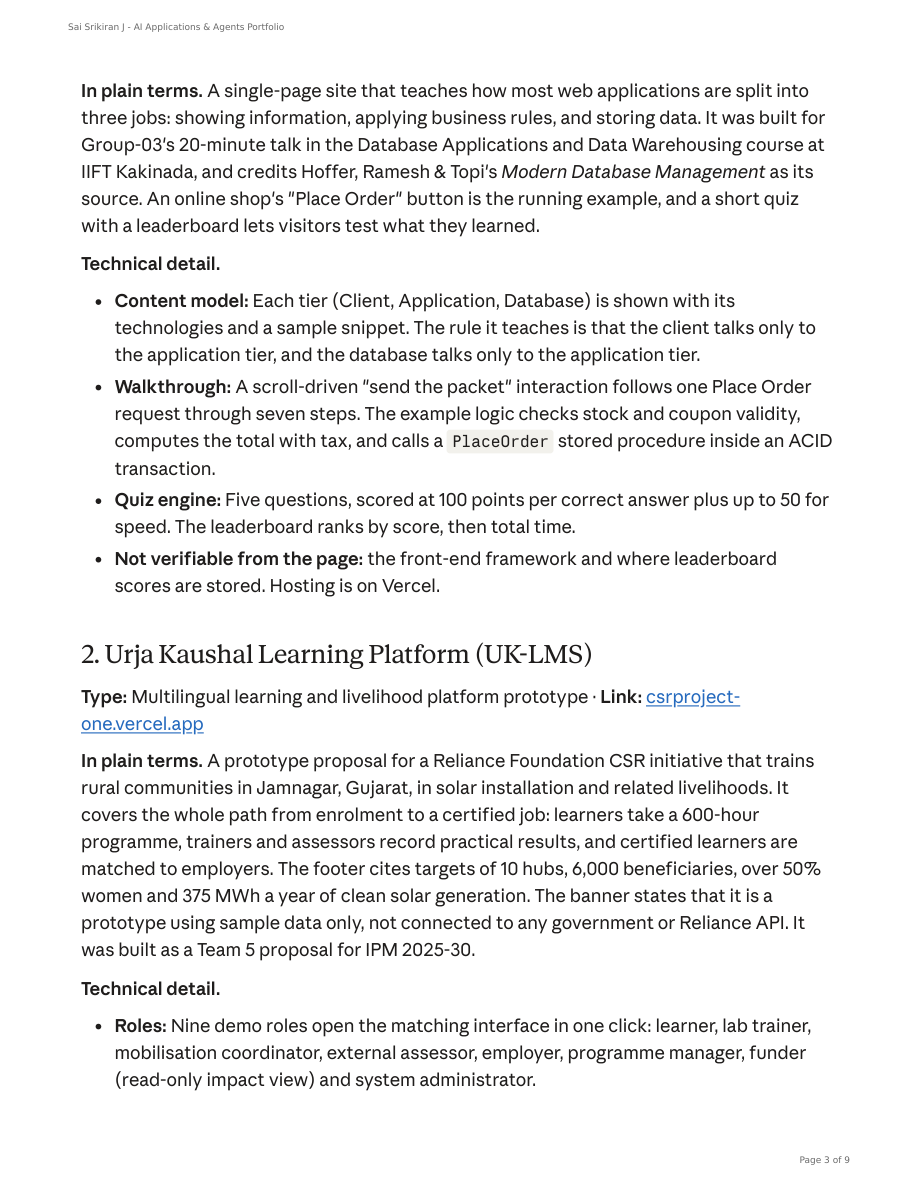 Sai Srikiran J - AI Applications & Agents Portfolio
In plain terms. A single-page site that teaches how most web applications are split into
three jobs: showing information, applying business rules, and storing data. It was built for
Group-03's 20-minute talk in the Database Applications and Data Warehousing course at
IIFT Kakinada, and credits Hoffer, Ramesh & Topi's Modern Database Management as its
source. An online shop's "Place Order" button is the running example, and a short quiz
with a leaderboard lets visitors test what they learned.
Technical detail.
• Content model: Each tier (Client, Application, Database) is shown with its
technologies and a sample snippet. The rule it teaches is that the client talks only to
the application tier, and the database talks only to the application tier.
• Walkthrough: A scroll-driven "send the packet" interaction follows one Place Order
request through seven steps. The example logic checks stock and coupon validity,
computes the total with tax, and calls a PlaceOrder stored procedure inside an ACID
transaction.
• Quiz engine: Five questions, scored at 100 points per correct answer plus up to 50 for
speed. The leaderboard ranks by score, then total time.
• Not verifiable from the page: the front-end framework and where leaderboard
scores are stored. Hosting is on Vercel.
2. Urja Kaushal Learning Platform (UK-LMS)
Type: Multilingual learning and livelihood platform prototype · Link: csrproject-
one.vercel.app
In plain terms. A prototype proposal for a Reliance Foundation CSR initiative that trains
rural communities in Jamnagar, Gujarat, in solar installation and related livelihoods. It
covers the whole path from enrolment to a certified job: learners take a 600-hour
programme, trainers and assessors record practical results, and certified learners are
matched to employers. The footer cites targets of 10 hubs, 6,000 beneficiaries, over 50%
women and 375 MWh a year of clean solar generation. The banner states that it is a
prototype using sample data only, not connected to any government or Reliance API. It
was built as a Team 5 proposal for IPM 2025-30.
Technical detail.
• Roles: Nine demo roles open the matching interface in one click: learner, lab trainer,
mobilisation coordinator, external assessor, employer, programme manager, funder
(read-only impact view) and system administrator.
Page 3 of 9